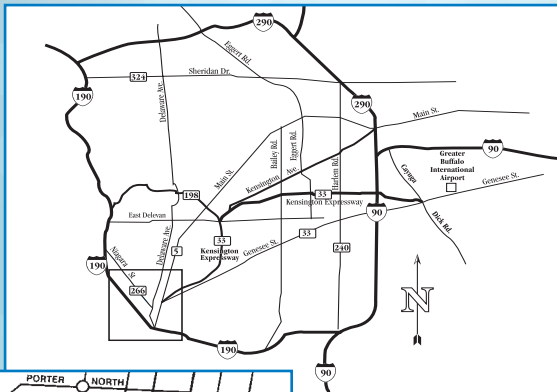 290
Eggert Rd.
324
Sheridan Dr.
190
Delaware Ave.
290
Main St.
Main St.
Bailey Rd.
Eggert Rd.
Kensington Ave.
Harlem Rd.
90
Greater
Buffalo
International
Airport
Cayuga
Genesee St.
198
33
Kensington Expressway
90
Dick Rd.
East Delevan
Delaware Ave.
5
33
Kensington
Expressway
33
Genesee St.
240
Niagara St
190
266
N
190
90
PORTER
NORTH